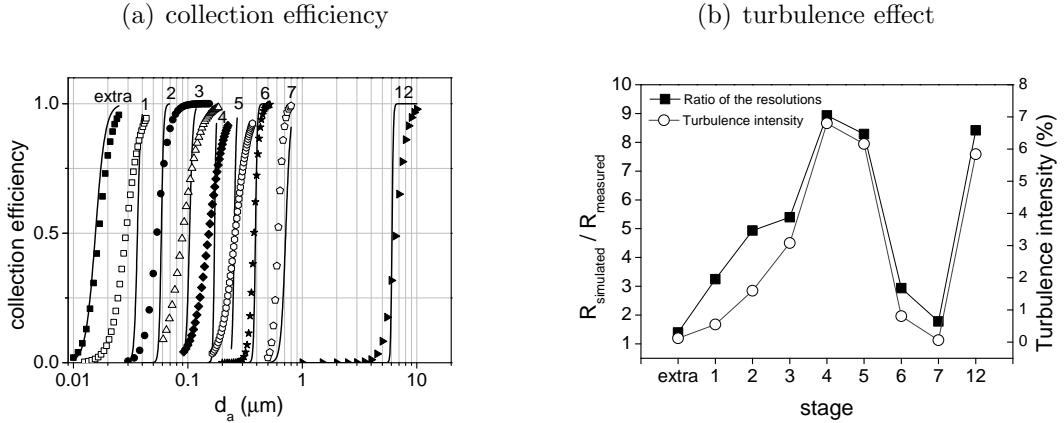 (a) collection efficiency
(b) turbulence effect
extra 1 2 3 4 5 6 7 12
1.0
0.5
0.0
collection efficiency
0.01 0.1 1 10
d_a (μm)
Ratio of the resolutions
Turbulence intensity
10
9
8
7
6
5
4
3
2
1
R_simulated / R_measured
8
7
6
5
4
3
2
1
0
Turbulence intensity (%)
extra 1 2 3 4 5 6 7 12
stage